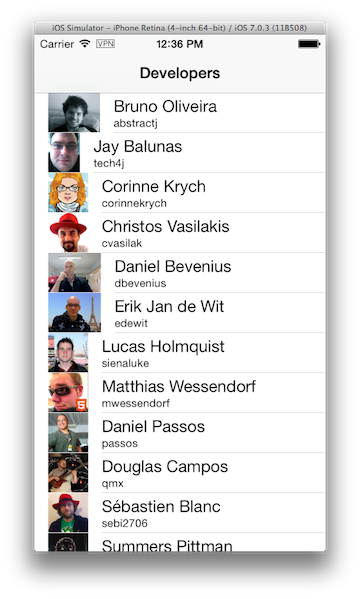 iOS Simulator - iPhone Retina (4-inch 64-bit) / iOS 7.0.3 (11B508)
Carrier VPN 12:36 PM
Developers
Bruno Oliveira
abstractj
Jay Balunas
tech4j
Corinne Krych
corinnekrych
Christos Vasilakis
cvasilak
Daniel Bevenius
dbevenius
Erik Jan de Wit
edewit
Lucas Holmquist
sienaluke
Matthias Wessendorf
mwessendorf
Daniel Passos
passos
Douglas Campos
qmx
Sébastien Blanc
sebi2706
Summers Pittman